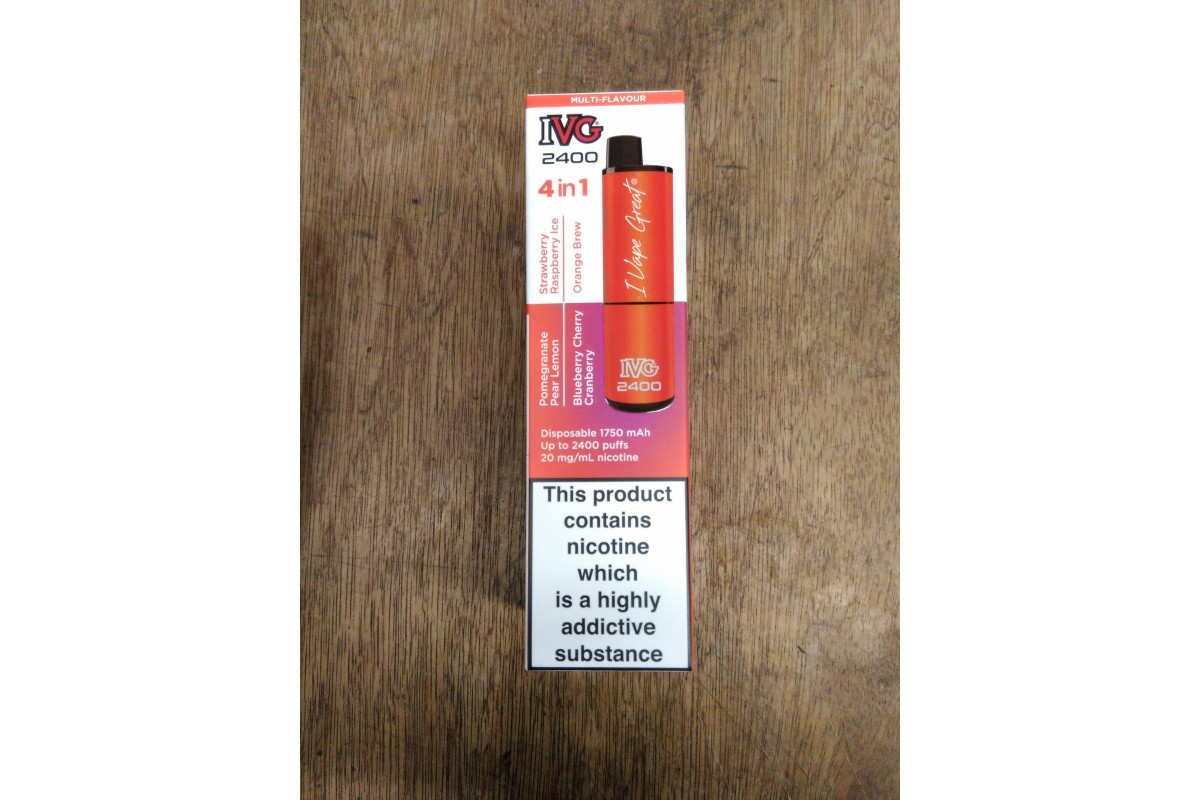 MULTI-FLAVOUR
IVG
2400
4 in 1
Strawberry
Raspberry Ice
Orange Brew
Pomegranate
Pear Lemon
Blueberry Cherry
Cranberry
I Vape Great®
IVG
2400
Disposable 1750 mAh
Up to 2400 puffs
20 mg/mL nicotine
This product
contains
nicotine
which
is a highly
addictive
substance